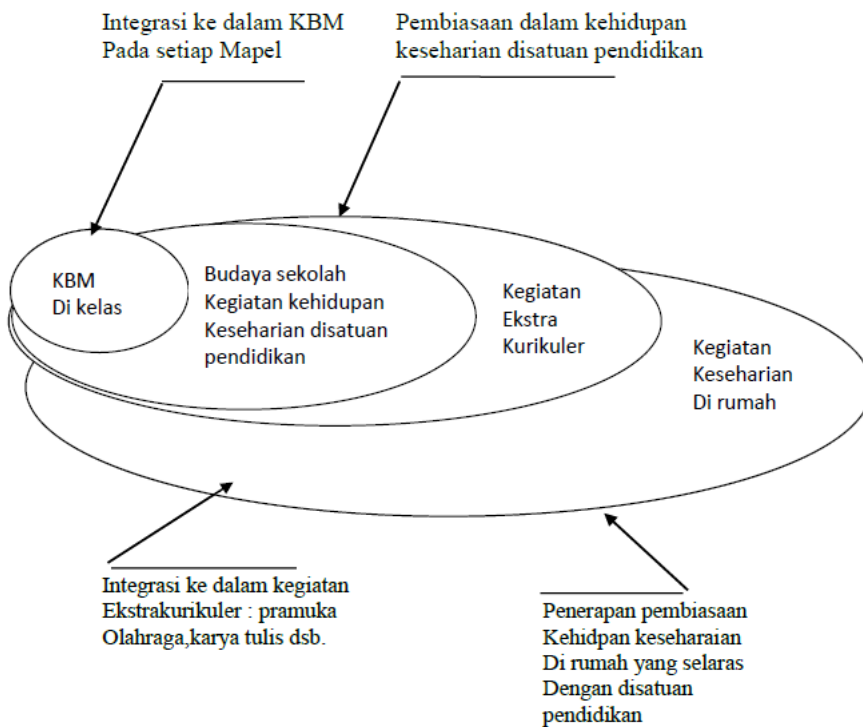 Integrasi ke dalam KBM
Pada setiap Mapel
Pembiasaan dalam kehidupan
keseharian disatuan pendidikan
KBM
Di kelas
Budaya sekolah
Kegiatan kehidupan
Keseharian disatuan
pendidikan
Kegiatan
Ekstra
Kurikuler
Kegiatan
Keseharian
Di rumah
Integrasi ke dalam kegiatan
Ekstrakurikuler : pramuka
Olahraga,karya tulis dsb.
Penerapan pembiasaan
Kehidpan keseharaian
Di rumah yang selaras
Dengan disatuan
pendidikan